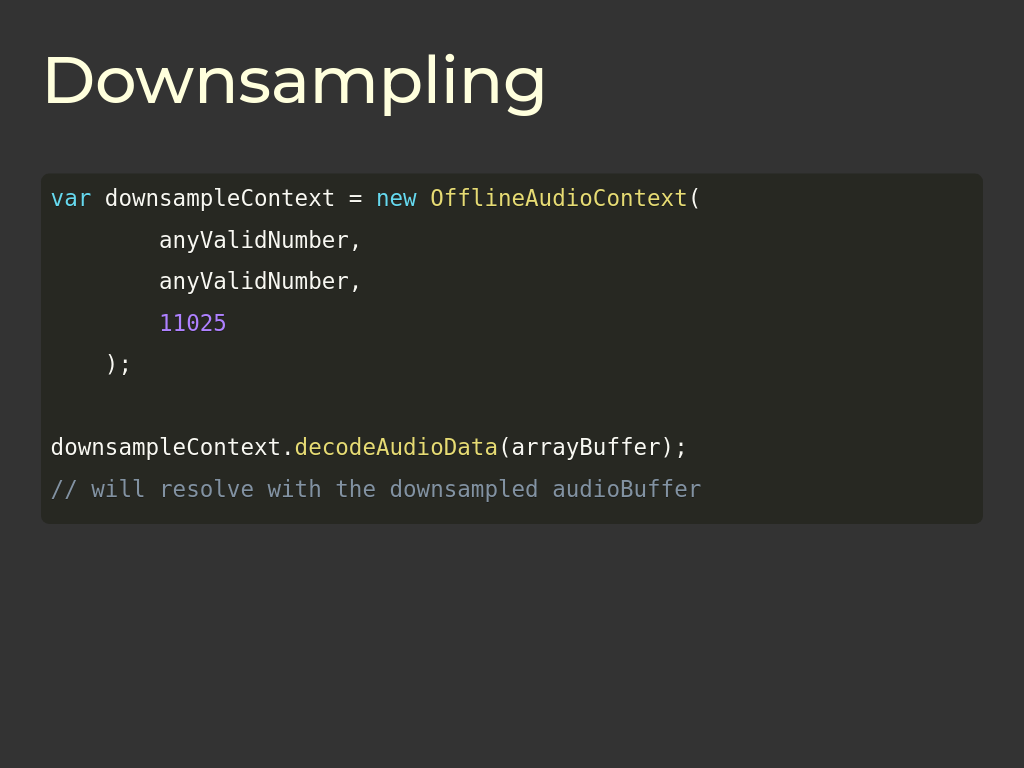 Downsampling
var downsampleContext = new OfflineAudioContext(
        anyValidNumber,
        anyValidNumber,
        11025
    );
downsampleContext.decodeAudioData(arrayBuffer);
// will resolve with the downsampled audioBuffer